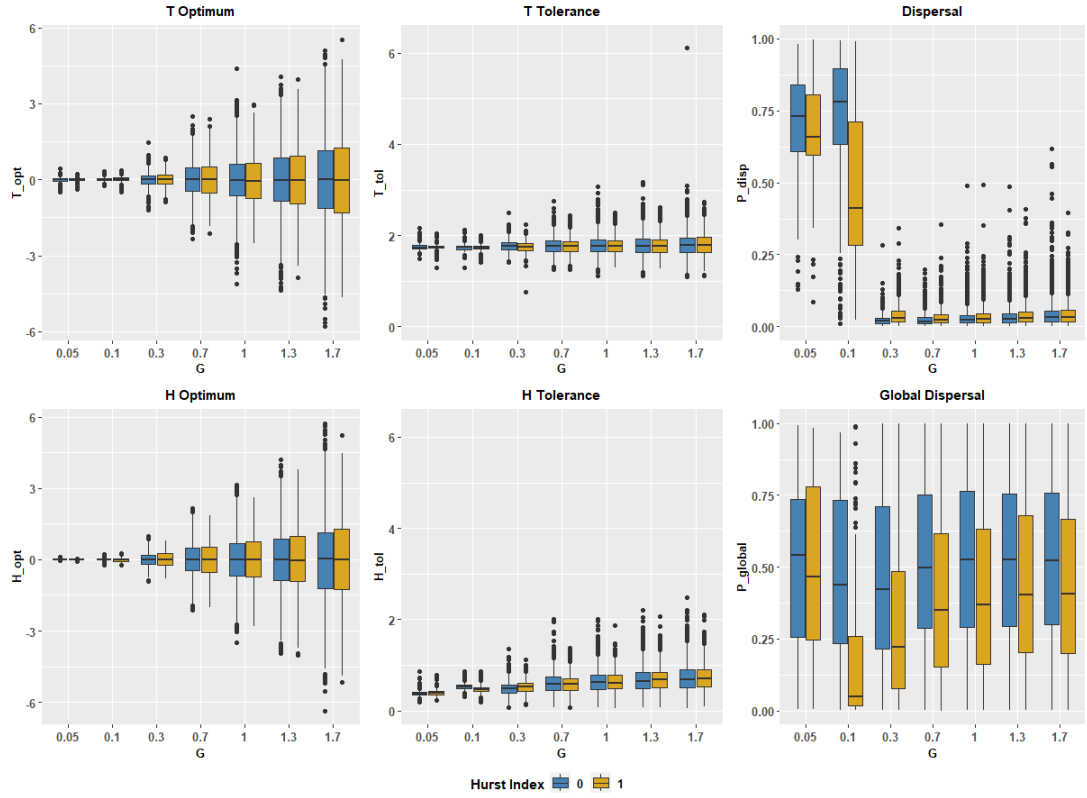 T Optimum
T_opt
6
3
0
-3
-6
0.05 0.1 0.3 0.7 1 1.3 1.7
G
T Tolerance
T_tol
6
4
2
0
0.05 0.1 0.3 0.7 1 1.3 1.7
G
Dispersal
P_disp
1.00
0.75
0.50
0.25
0.00
0.05 0.1 0.3 0.7 1 1.3 1.7
G
H Optimum
H_opt
6
3
0
-3
-6
0.05 0.1 0.3 0.7 1 1.3 1.7
G
H Tolerance
H_tol
6
4
2
0
0.05 0.1 0.3 0.7 1 1.3 1.7
G
Global Dispersal
P_global
1.00
0.75
0.50
0.25
0.00
0.05 0.1 0.3 0.7 1 1.3 1.7
G
Hurst Index 0 1